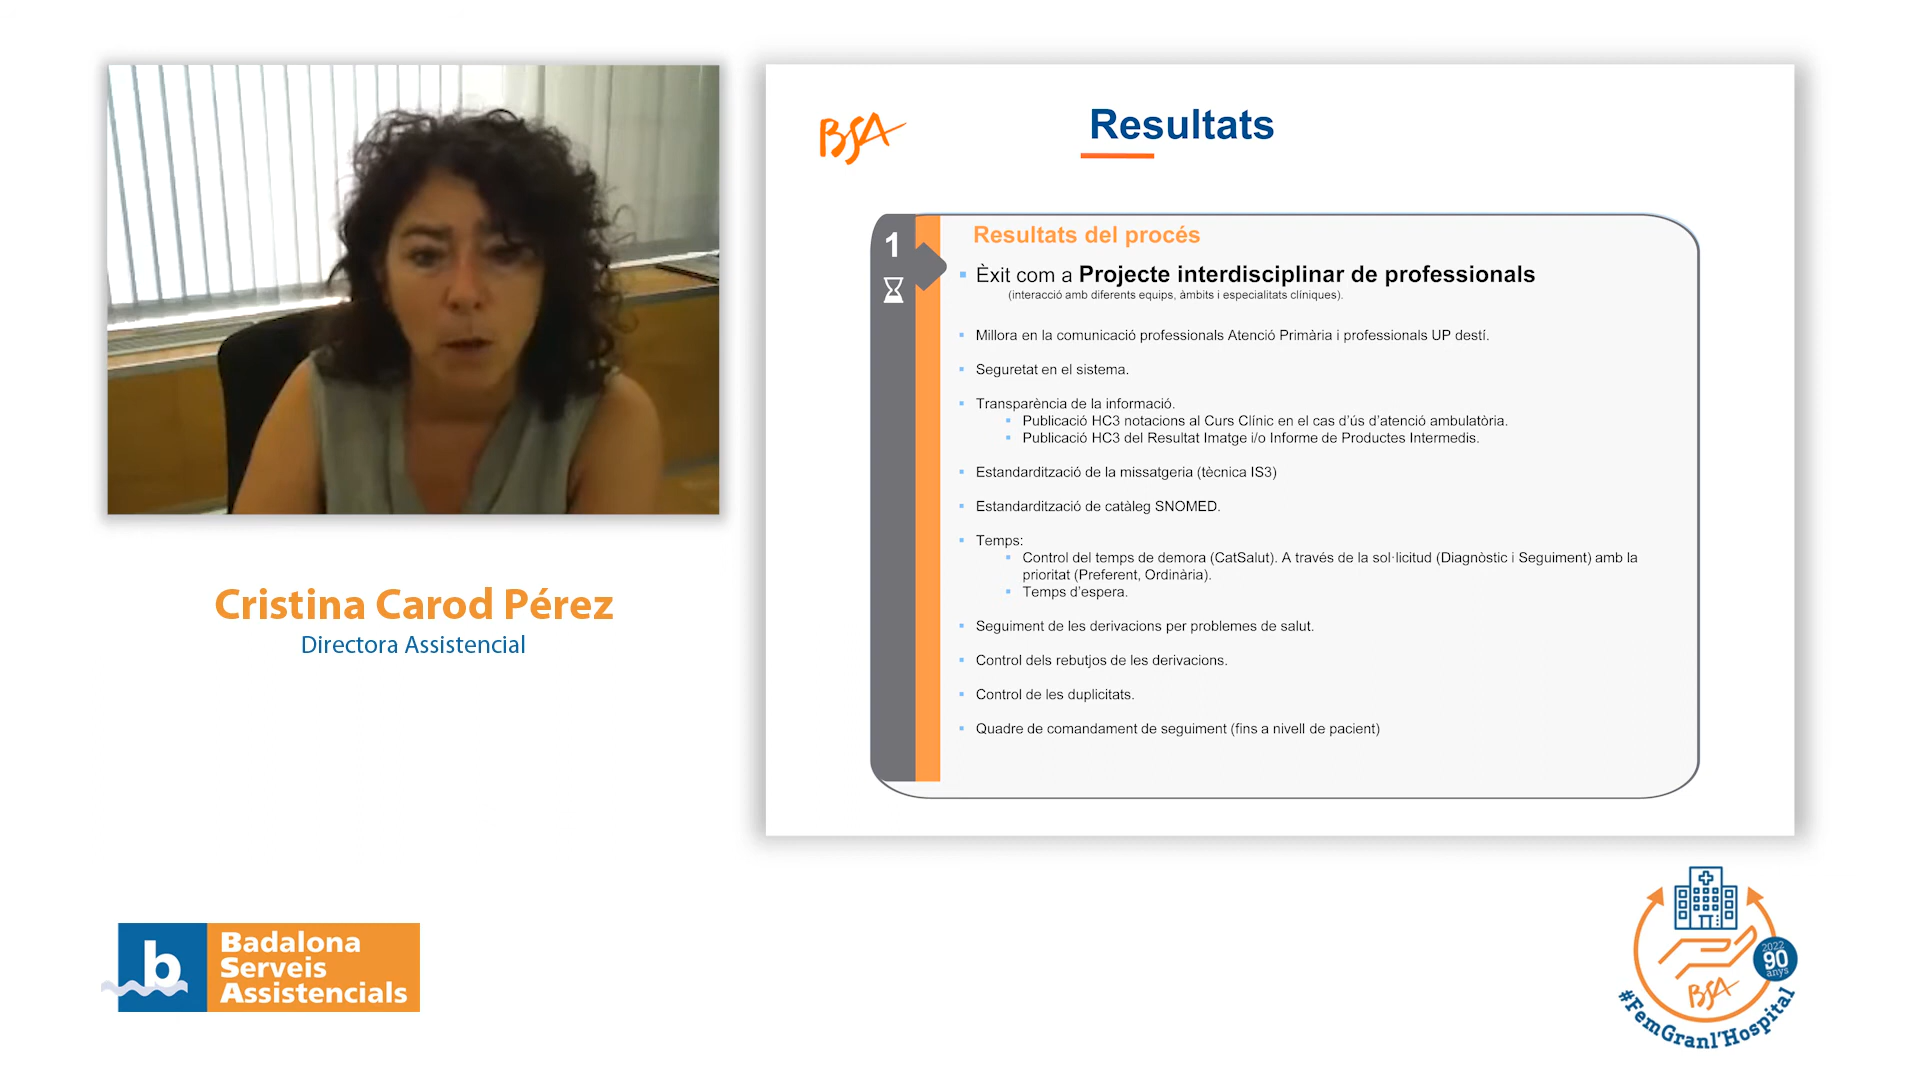 BSA
Resultats
1
Resultats del procés
Èxit com a Projecte interdisciplinar de professionals
(interacció amb diferents equips, àmbits i especialitats clíniques).
Millora en la comunicació professionals Atenció Primària i professionals UP destí.
Seguretat en el sistema.
Transparència de la informació.
Publicació HC3 notacions al Curs Clínic en el cas d’ús d’atenció ambulatòria.
Publicació HC3 del Resultat Imatge i/o Informe de Productes Intermedis.
Estandardització de la missatgeria (tècnica IS3)
Estandardització de catàleg SNOMED.
Temps:
Control del temps de demora (CatSalut). A través de la sol·licitud (Diagnòstic i Seguiment) amb la
prioritat (Preferent, Ordinària).
Temps d’espera.
Seguiment de les derivacions per problemes de salut.
Control dels rebutjos de les derivacions.
Control de les duplicitats.
Quadre de comandament de seguiment (fins a nivell de pacient)
Cristina Carod Pérez
Directora Assistencial
b
Badalona
Serveis
Assistencials
2022
90
anys
BSA
#FemGranl'Hospital